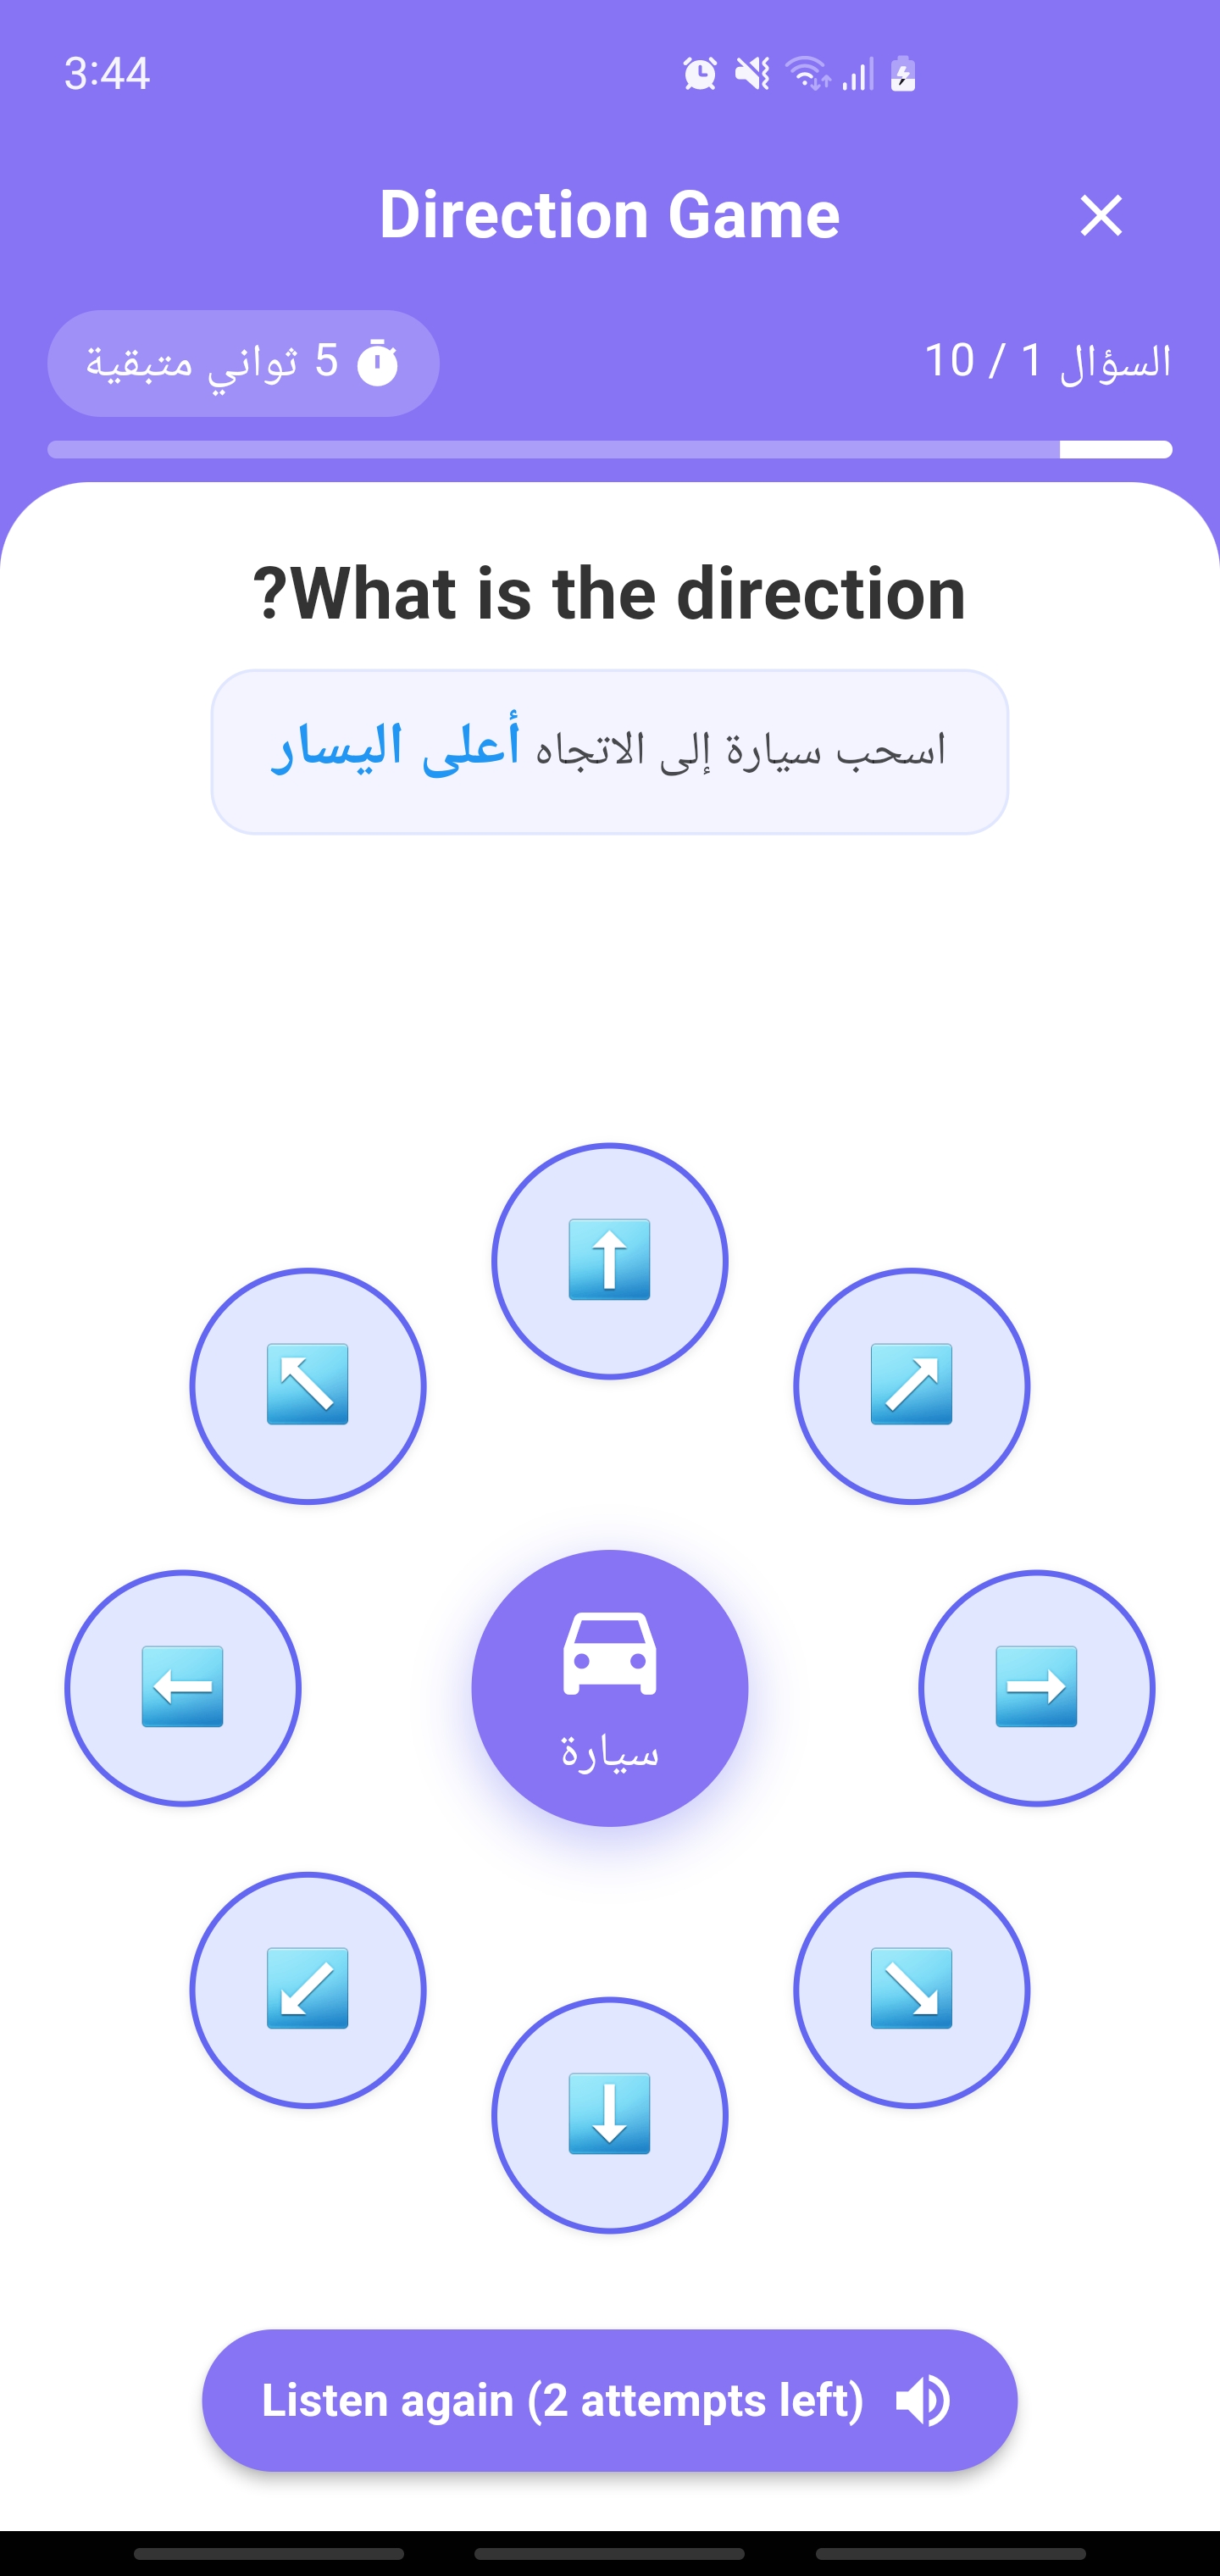 3:44
Direction Game
السؤال 1 / 10
5 ثواني متبقية
What is the direction?
اسحب سيارة إلى الاتجاه أعلى اليسار
سيارة
Listen again (2 attempts left)